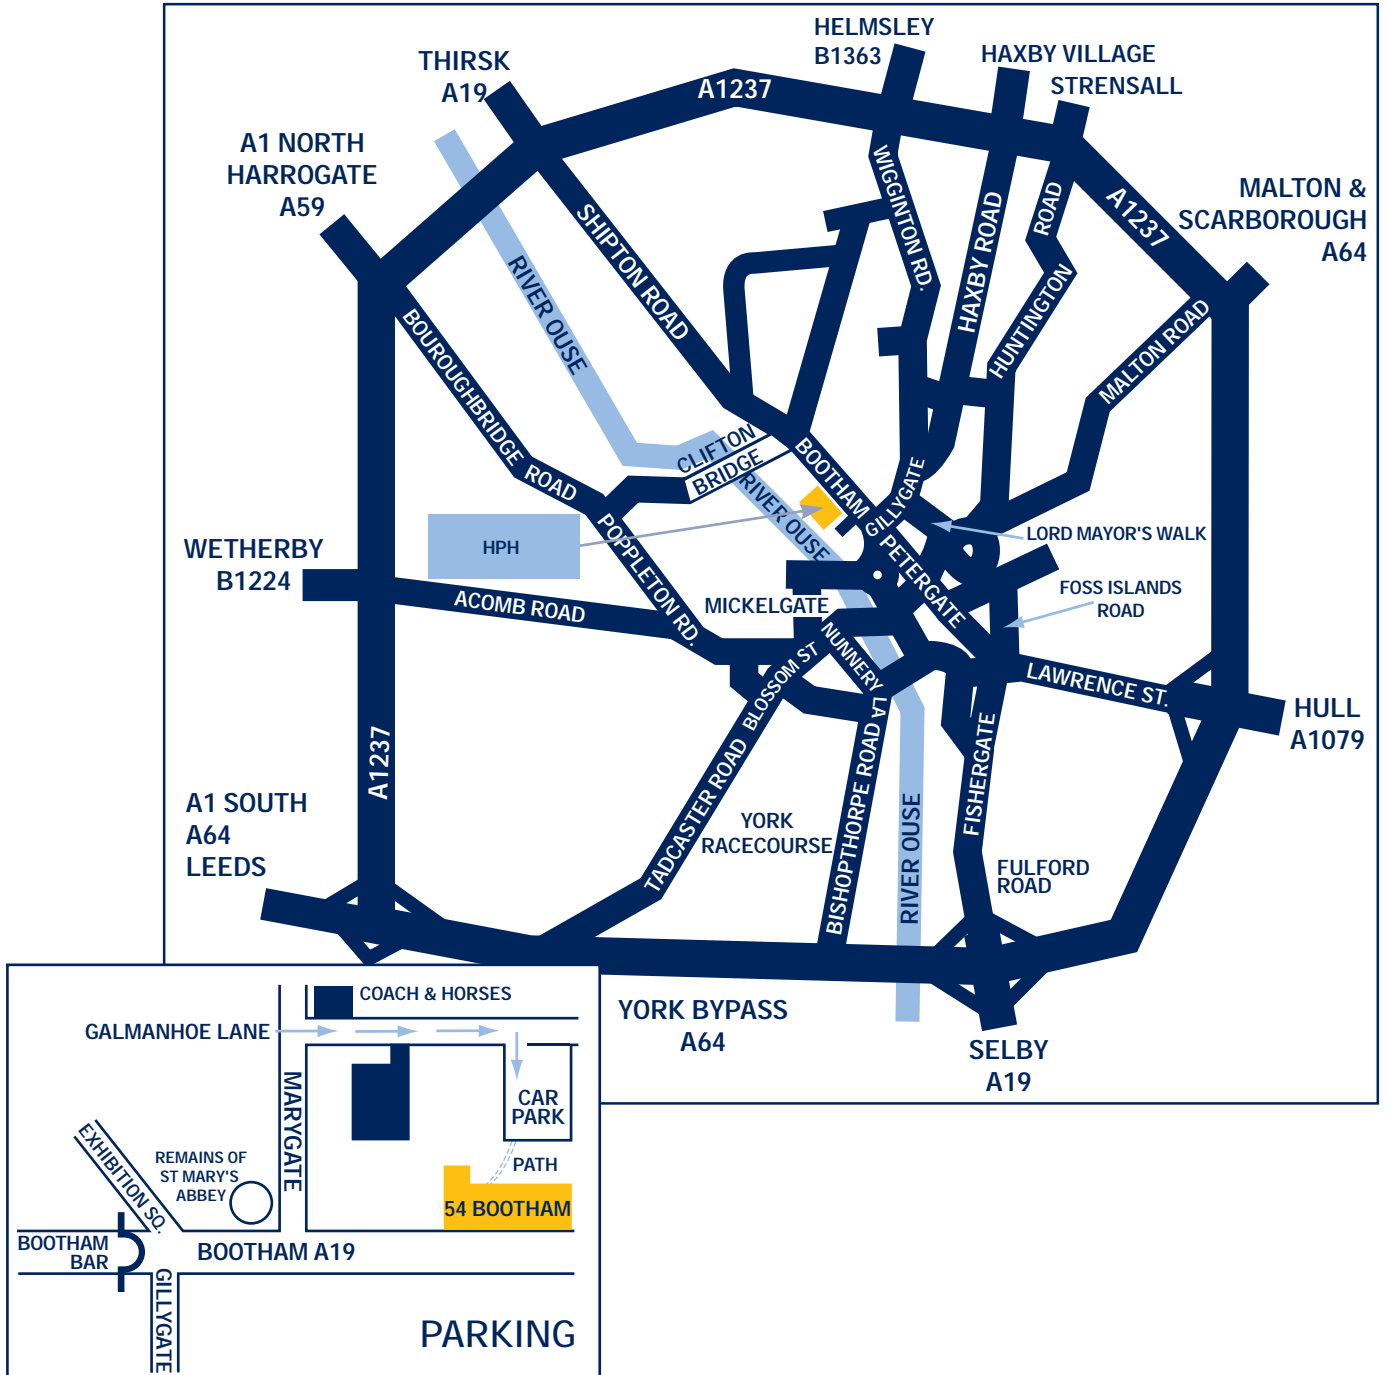 HELMSLEY
B1363
HAXBY VILLAGE
STRENSALL
THIRSK
A19
A1237
A1 NORTH
HARROGATE
A59
MALTON &
SCARBOROUGH
A64
A1237
WIGGINTON RD.
HAXBY ROAD
ROAD
HUNTINGTON
MALTON ROAD
SHIPTON ROAD
RIVER OUSE
BOUROUGHBRIDGE ROAD
CLIFTON
BRIDGE
BOOTHAM
GILLYGATE
RIVER OUSE
LORD MAYOR'S WALK
HPH
POPPLETON RD.
PETERGATE
WETHERBY
B1224
ACOMB ROAD
MICKELGATE
FOSS ISLANDS
ROAD
NUNNERY LA
BLOSSOM ST
LAWRENCE ST.
HULL
A1079
A1237
TADCASTER ROAD
BISHOPTHORPE ROAD
FISHERGATE
RIVER OUSE
YORK
RACECOURSE
A1 SOUTH
A64
LEEDS
FULFORD
ROAD
YORK BYPASS
A64
SELBY
A19
COACH & HORSES
GALMANHOE LANE
MARYGATE
CAR
PARK
PATH
EXHIBITION SQ.
REMAINS OF
ST MARY'S
ABBEY
54 BOOTHAM
BOOTHAM
BAR
BOOTHAM A19
GILLYGATE
PARKING